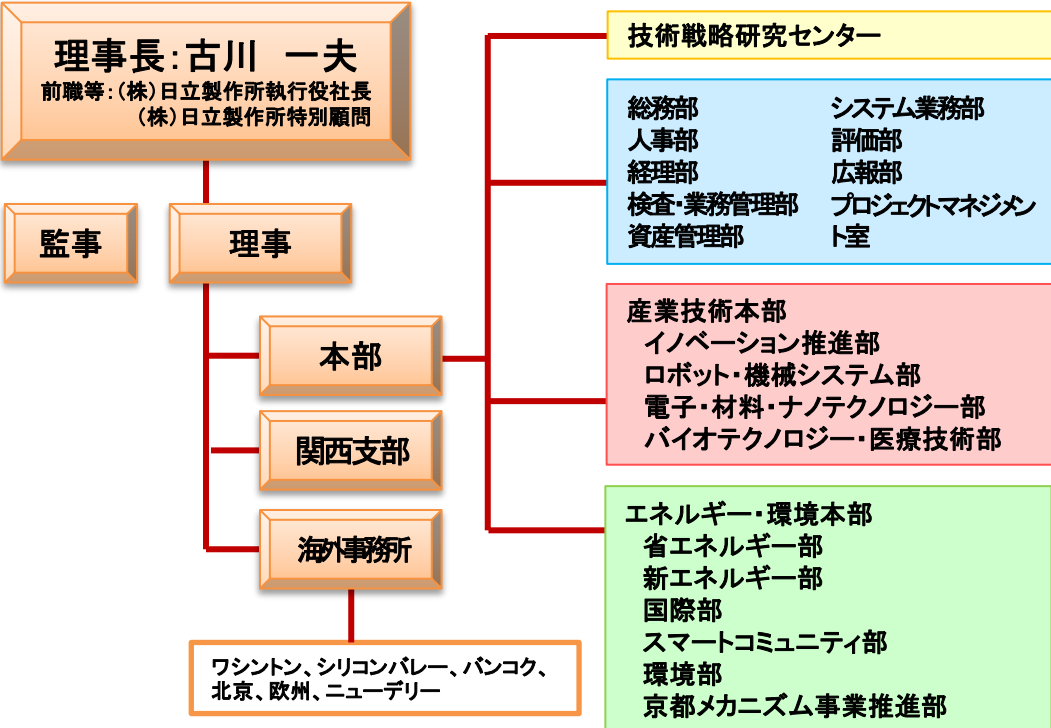 理事長：古川　一夫
前職等：（株）日立製作所執行役社長
（株）日立製作所特別顧問
監事
理事
本部
関西支部
海外事務所
ワシントン、シリコンバレー、バンコク、
北京、欧州、ニューデリー
技術戦略研究センター
総務部
人事部
経理部
検査・業務管理部
資産管理部
システム業務部
評価部
広報部
プロジェクトマネジメン
ト室
産業技術本部
イノベーション推進部
ロボット・機械システム部
電子・材料・ナノテクノロジー部
バイオテクノロジー・医療技術部
エネルギー・環境本部
省エネルギー部
新エネルギー部
国際部
スマートコミュニティ部
環境部
京都メカニズム事業推進部